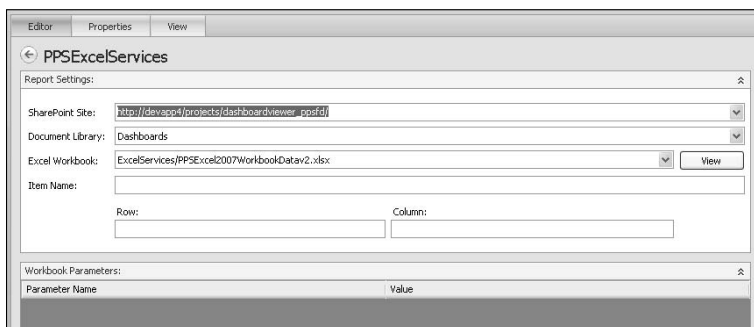 Editor Properties View
PPSExcelServices
Report Settings:
SharePoint Site: http://devapp4/projects/dashboardviewer_ppsfd/
Document Library: Dashboards
Excel Workbook: ExcelServices/PPSExcel2007WorkbookDatav2.xlsx View
Item Name:
Row: Column:
Workbook Parameters:
Parameter Name Value